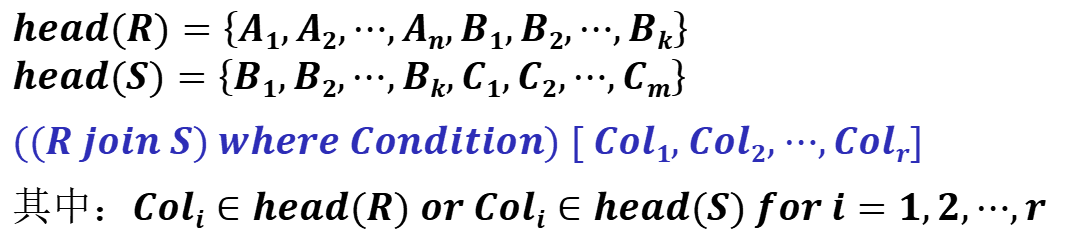 head(R) = {A₁, A₂, ⋯, Aₙ, B₁, B₂, ⋯, Bₖ}
head(S) = {B₁, B₂, ⋯, Bₖ, C₁, C₂, ⋯, Cₘ}
((R join S) where Condition) [ Col₁, Col₂, ⋯, Colᵣ]
其中：Colᵢ ∈ head(R) or Colᵢ ∈ head(S) for i = 1, 2, ⋯, r